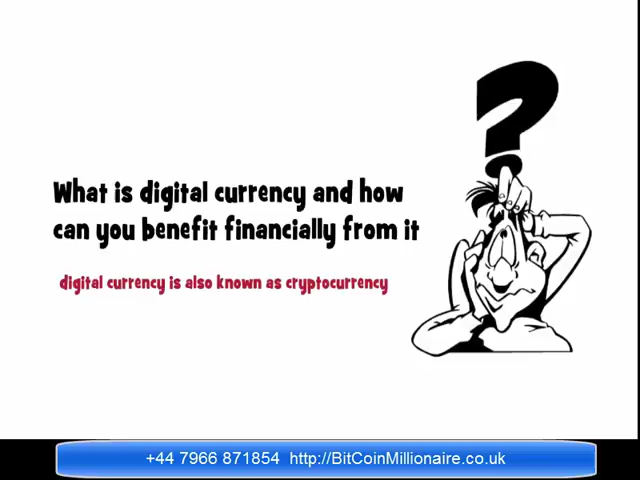 ?
What is digital currency and how
can you benefit financially from it
digital currency is also known as cryptocurrency
+44 7966 871854 http://BitCoinMillionaire.co.uk